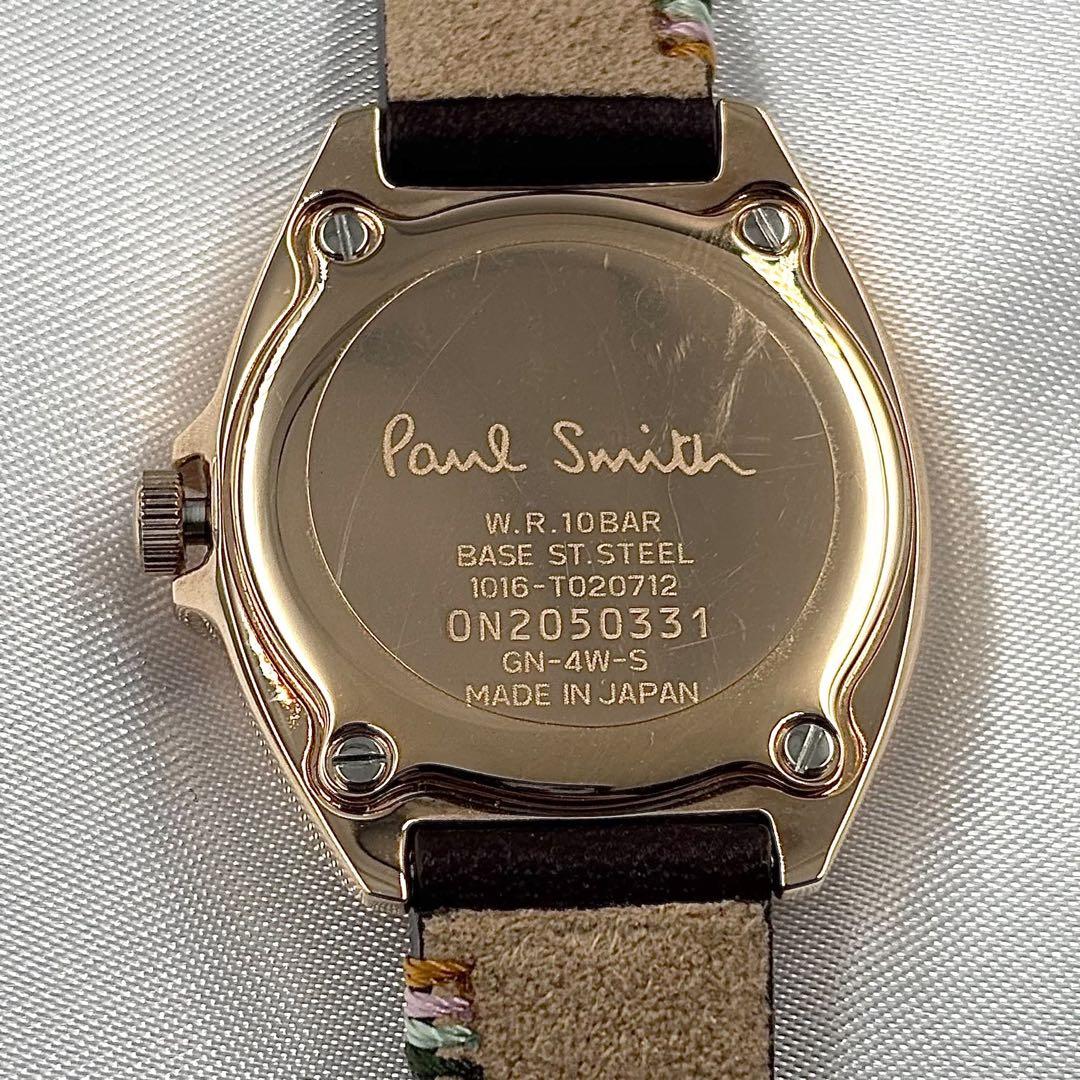 Paul Smith
W.R.10BAR
BASE ST.STEEL
1016-T020712
0N2050331
GN-4W-S
MADE IN JAPAN